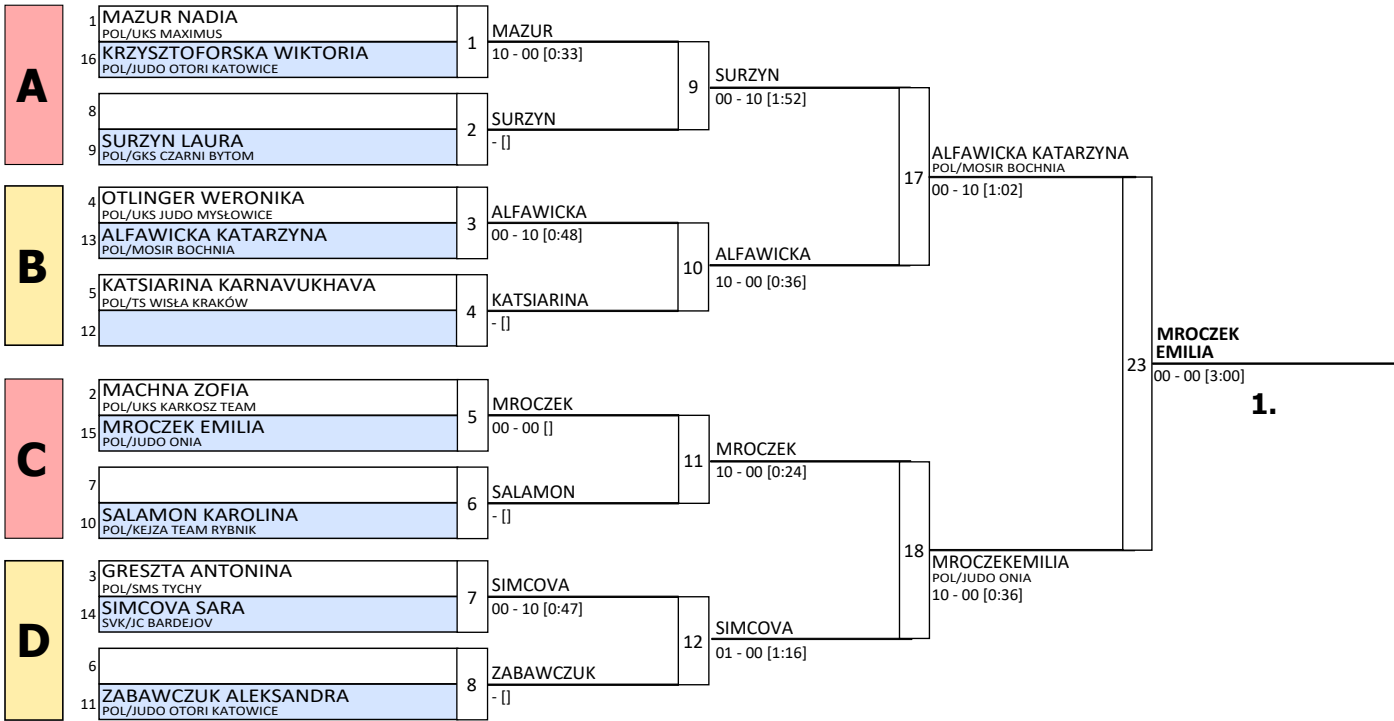 A
1 MAZUR NADIA
POL/UKS MAXIMUS
16 KRZYSZTOFORSKA WIKTORIA
POL/JUDO OTORI KATOWICE
1
MAZUR
10 - 00 [0:33]
8
9 SURZYN LAURA
POL/GKS CZARNI BYTOM
2
SURZYN
- []
9
SURZYN
00 - 10 [1:52]
B
4 OTLINGER WERONIKA
POL/UKS JUDO MYSŁOWICE
13 ALFAWICKA KATARZYNA
POL/MOSIR BOCHNIA
3
ALFAWICKA
00 - 10 [0:48]
5 KATSIARINA KARNAVUKHAVA
POL/TS WISŁA KRAKÓW
12
4
KATSIARINA
- []
10
ALFAWICKA
10 - 00 [0:36]
17
ALFAWICKA KATARZYNA
POL/MOSIR BOCHNIA
00 - 10 [1:02]
C
2 MACHNA ZOFIA
POL/UKS KARKOSZ TEAM
15 MROCZEK EMILIA
POL/JUDO ONIA
5
MROCZEK
00 - 00 []
7
10 SALAMON KAROLINA
POL/KEJZA TEAM RYBNIK
6
SALAMON
- []
11
MROCZEK
10 - 00 [0:24]
D
3 GRESZTA ANTONINA
POL/SMS TYCHY
14 SIMCOVA SARA
SVK/JC BARDEJOV
7
SIMCOVA
00 - 10 [0:47]
6
11 ZABAWCZUK ALEKSANDRA
POL/JUDO OTORI KATOWICE
8
ZABAWCZUK
- []
12
SIMCOVA
01 - 00 [1:16]
18
MROCZEKEMILIA
POL/JUDO ONIA
10 - 00 [0:36]
23
MROCZEK
EMILIA
00 - 00 [3:00]
1.